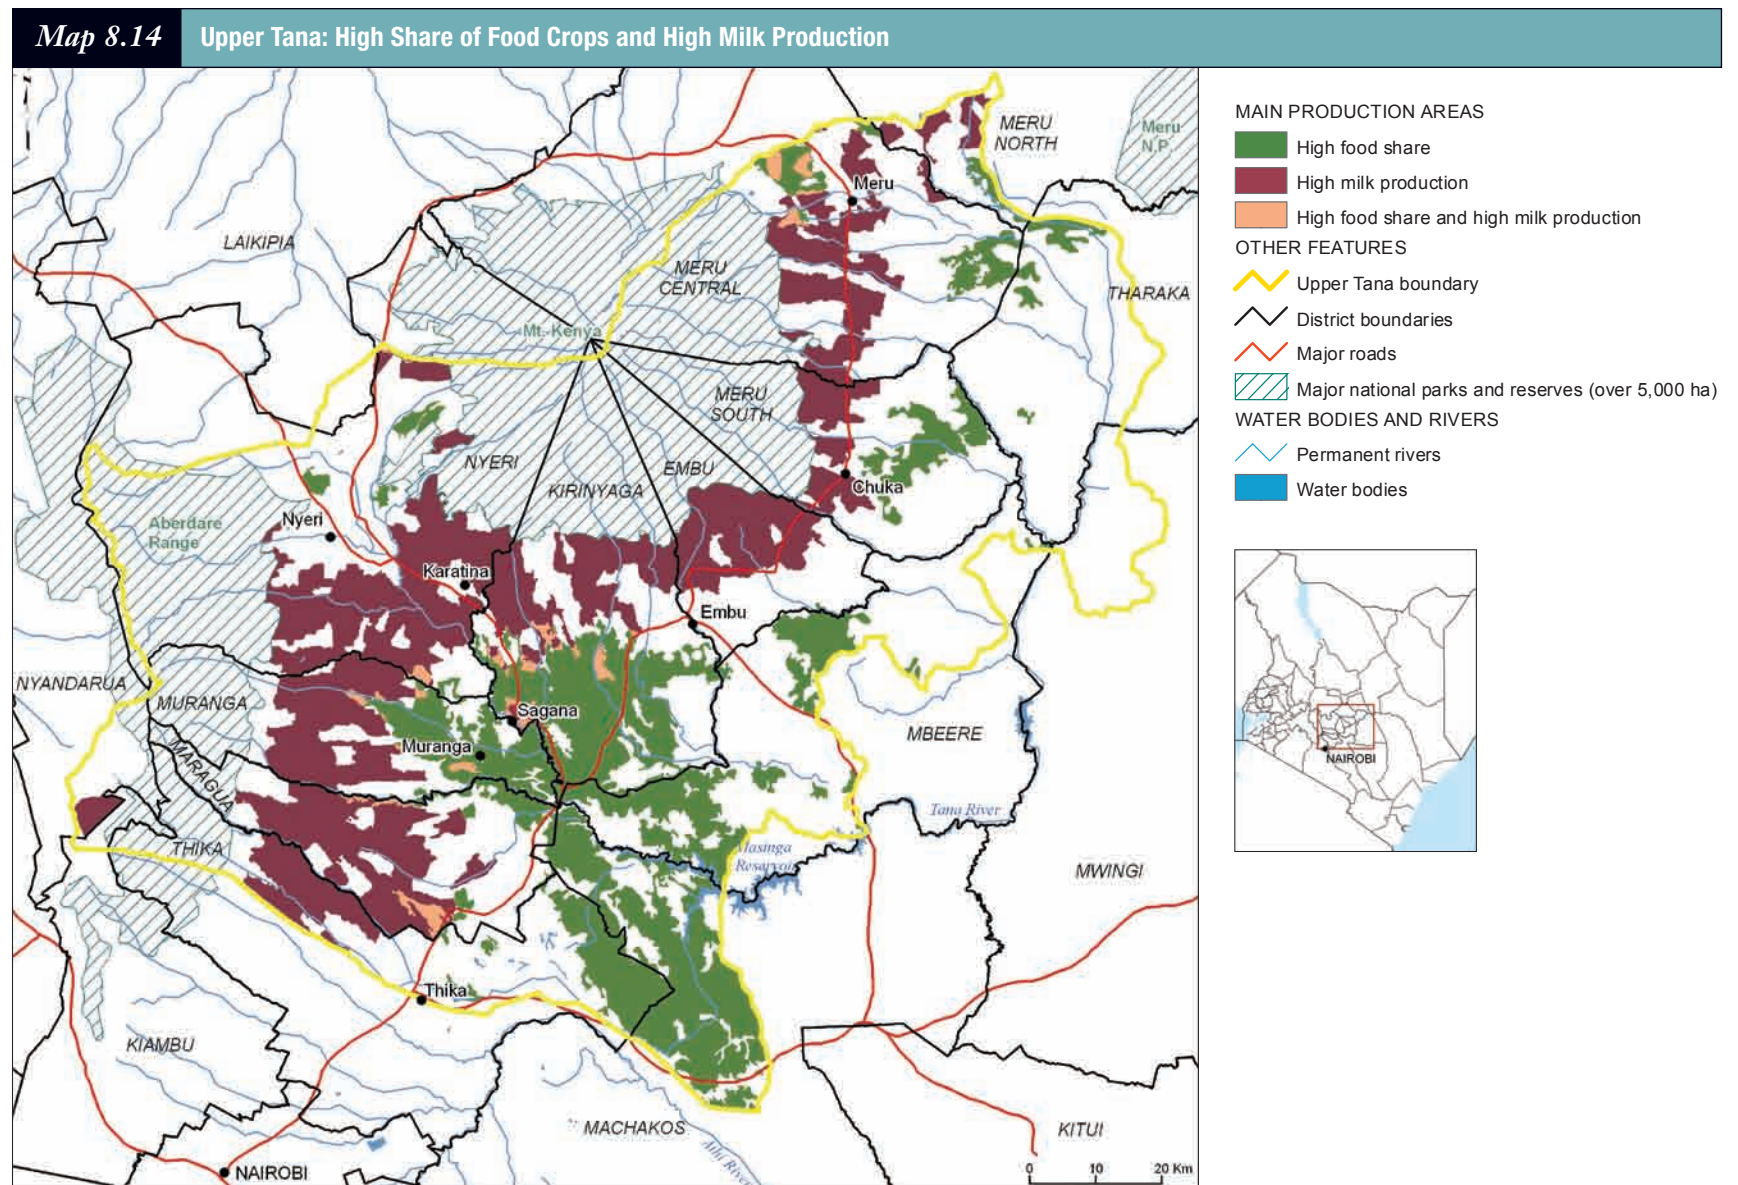 Map 8.14
Upper Tana: High Share of Food Crops and High Milk Production
MERU
NORTH
Meru
N.P.
Meru
LAIKIPIA
MERU
CENTRAL
THARAKA
Mt. Kenya
MERU
SOUTH
NYERI
EMBU
KIRINYAGA
Chuka
Nyeri
Aberdare
Range
Karatina
Embu
NYANDARUA
MURANGA
Sagana
MBEERE
Muranga
MARAGUA
Tana River
THIKA
Masinga
Reservoir
MWINGI
Thika
KIAMBU
MACHAKOS
KITUI
Athi River
NAIROBI
0 10 20 Km
MAIN PRODUCTION AREAS
High food share
High milk production
High food share and high milk production
OTHER FEATURES
Upper Tana boundary
District boundaries
Major roads
Major national parks and reserves (over 5,000 ha)
WATER BODIES AND RIVERS
Permanent rivers
Water bodies
NAIROBI